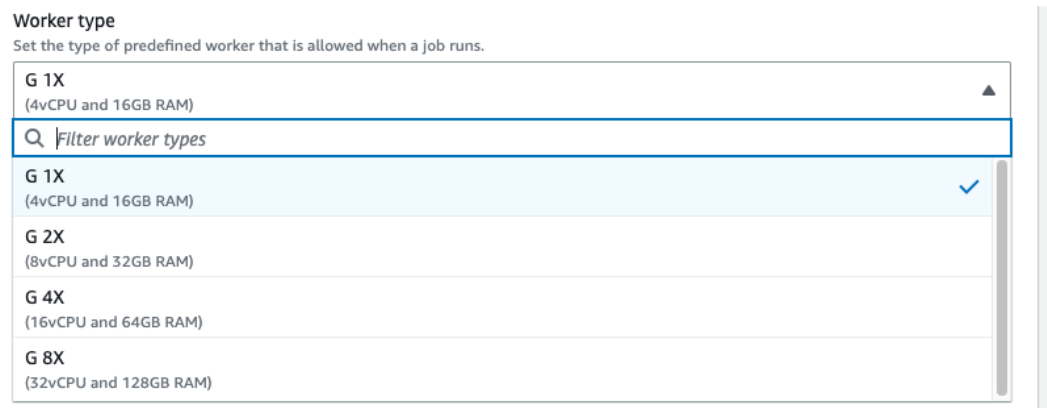 Worker type
Set the type of predefined worker that is allowed when a job runs.
G 1X
(4vCPU and 16GB RAM)
Filter worker types
G 1X
(4vCPU and 16GB RAM)
G 2X
(8vCPU and 32GB RAM)
G 4X
(16vCPU and 64GB RAM)
G 8X
(32vCPU and 128GB RAM)